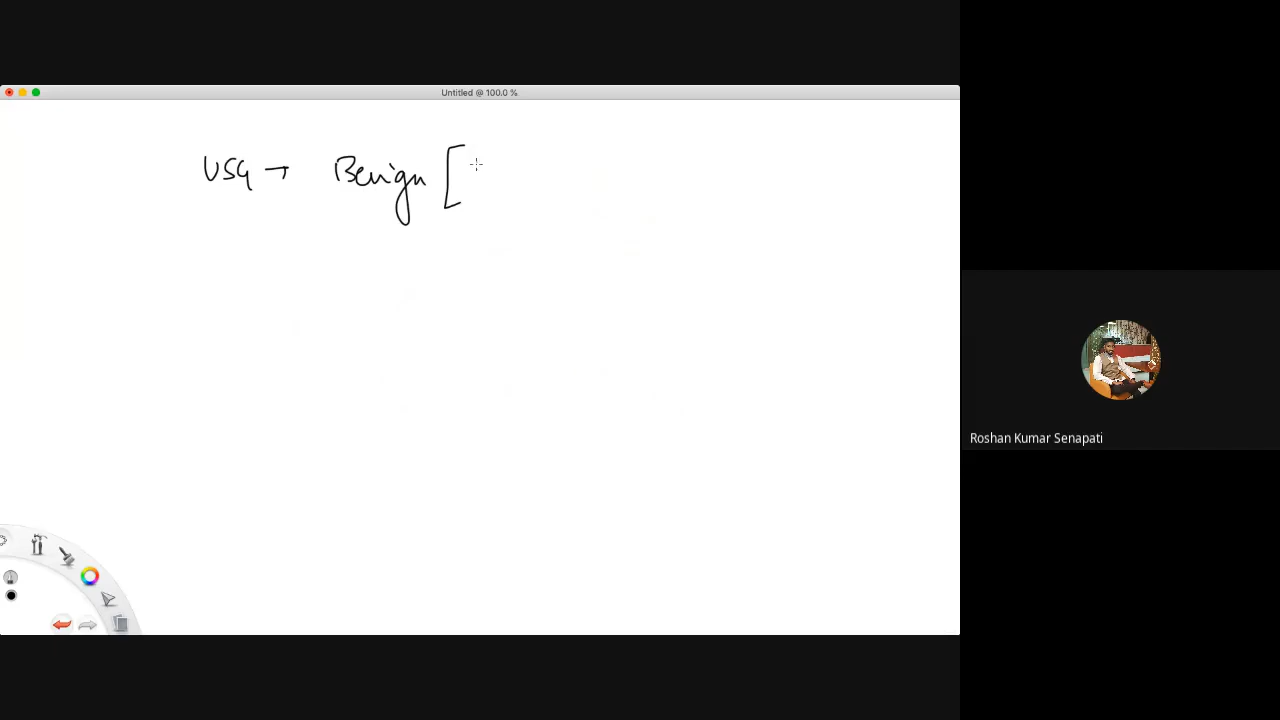 Untitled @ 100.0 %
USG → Benign [
Roshan Kumar Senapati